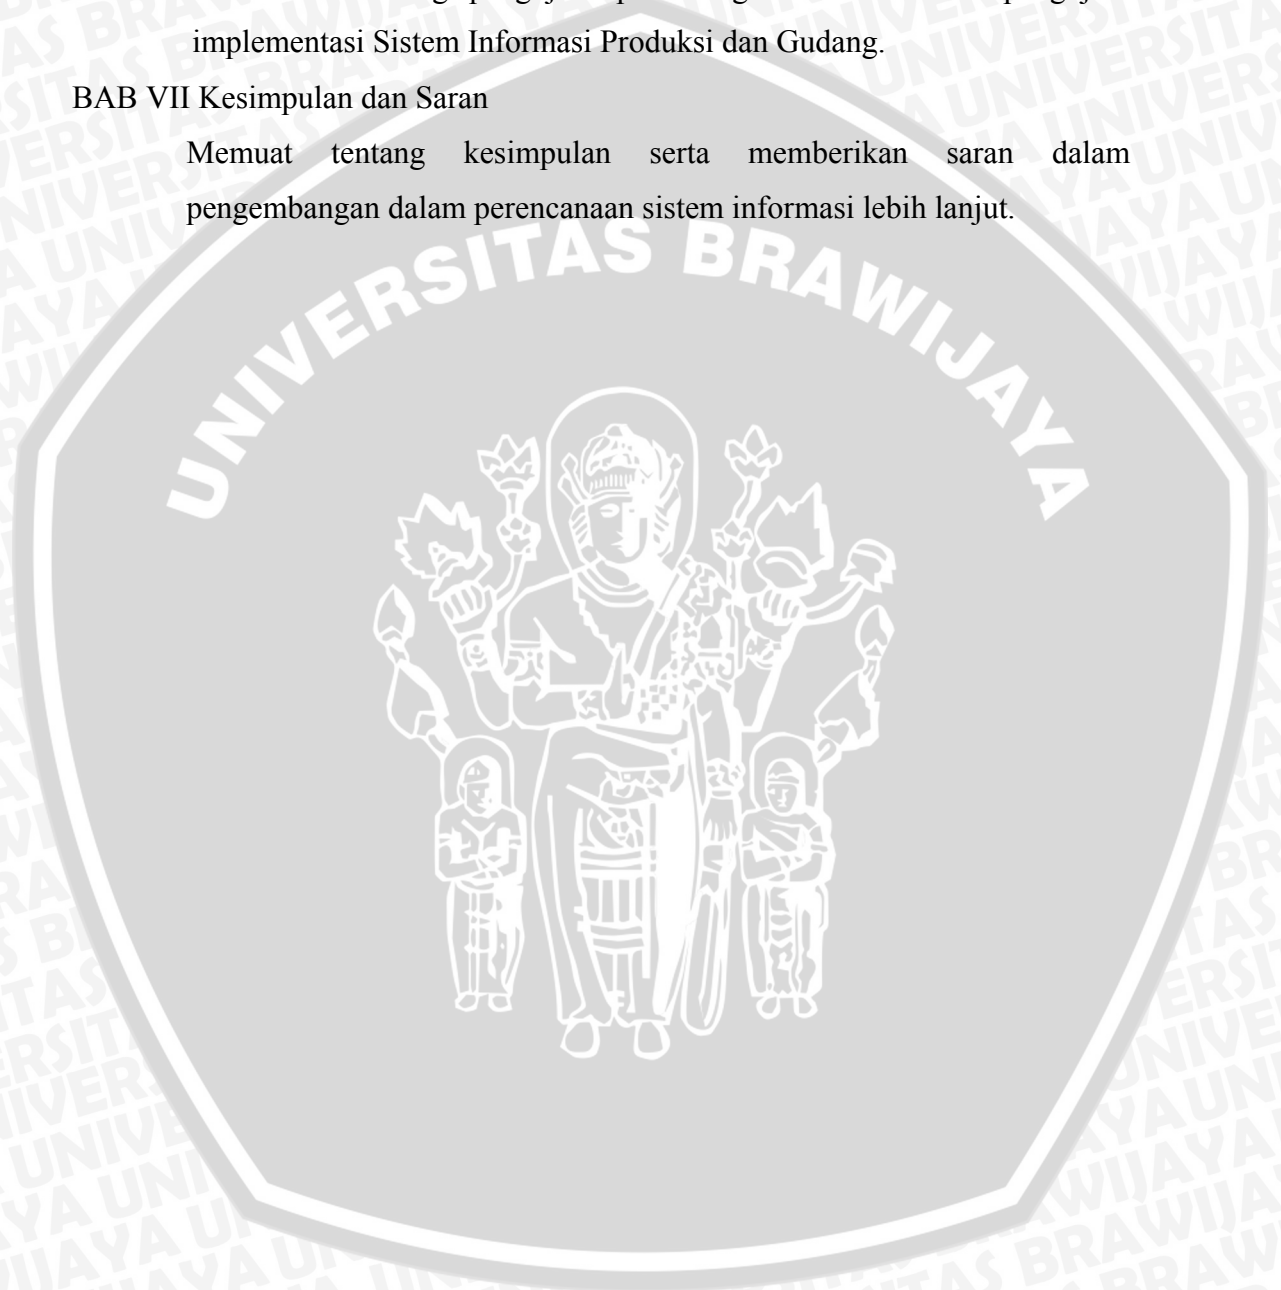 implementasi Sistem Informasi Produksi dan Gudang.
BAB VII Kesimpulan dan Saran
Memuat tentang kesimpulan serta memberikan saran dalam
pengembangan dalam perencanaan sistem informasi lebih lanjut.
UNIVERSITAS BRAWIJAYA